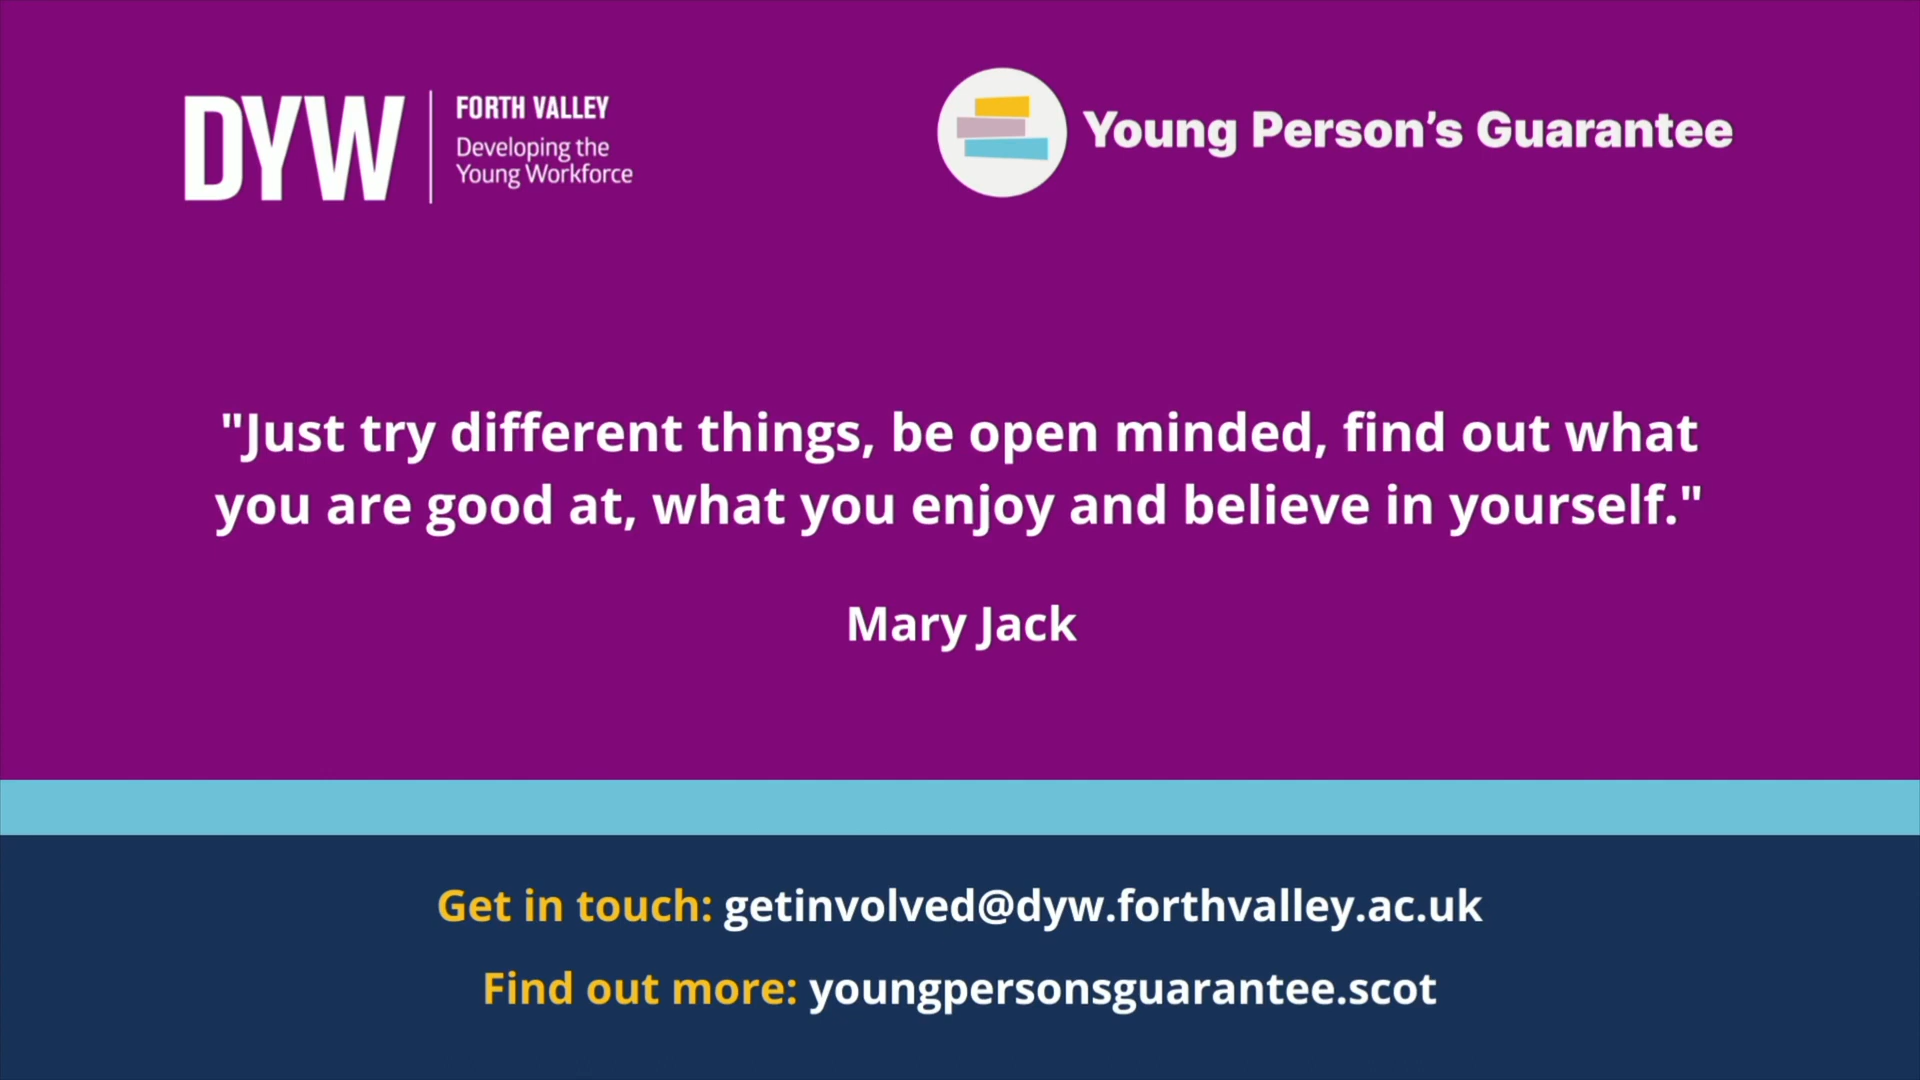 DYW
FORTH VALLEY
Developing the
Young Workforce
Young Person's Guarantee
"Just try different things, be open minded, find out what
you are good at, what you enjoy and believe in yourself."
Mary Jack
Get in touch: getinvolved@dyw.forthvalley.ac.uk
Find out more: youngpersonsguarantee.scot